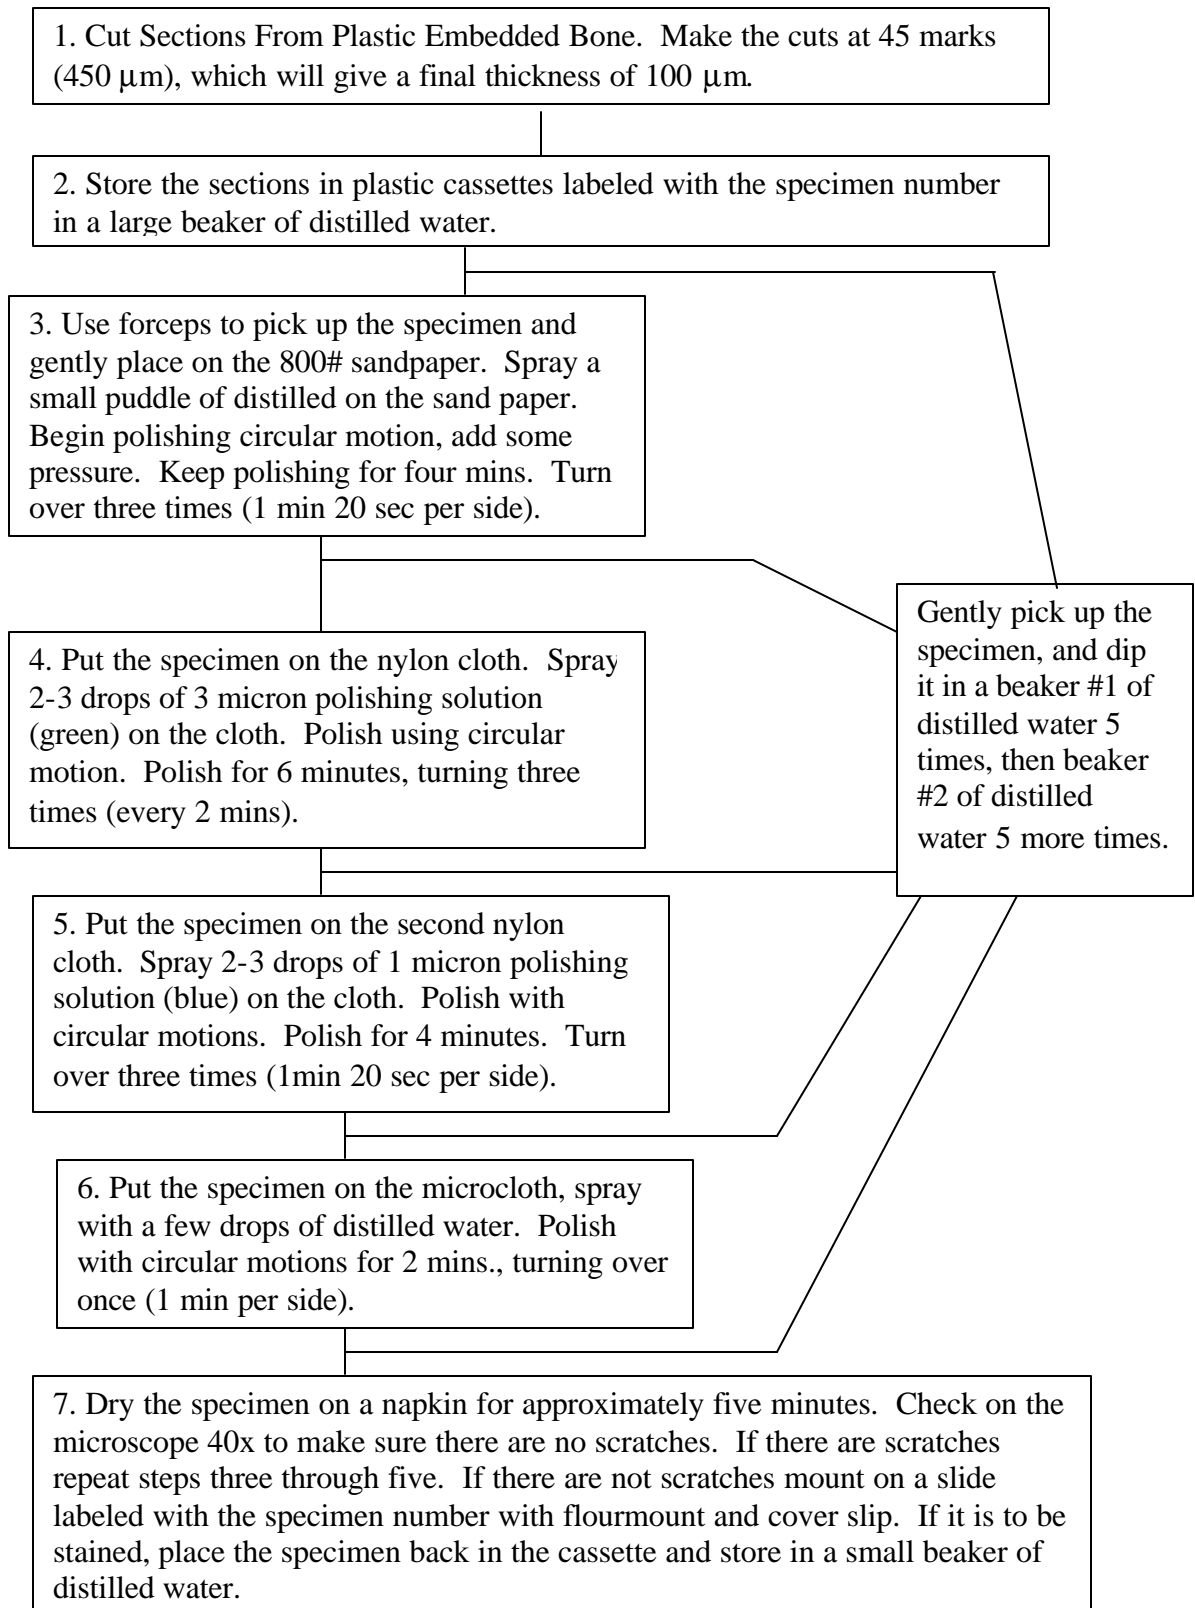 1. Cut Sections From Plastic Embedded Bone.  Make the cuts at 45 marks
(450 μm), which will give a final thickness of 100 μm.
2. Store the sections in plastic cassettes labeled with the specimen number
in a large beaker of distilled water.
3. Use forceps to pick up the specimen and
gently place on the 800# sandpaper.  Spray a
small puddle of distilled on the sand paper.
Begin polishing circular motion, add some
pressure.  Keep polishing for four mins.  Turn
over three times (1 min 20 sec per side).
Gently pick up the
specimen, and dip
it in a beaker #1 of
distilled water 5
times, then beaker
#2 of distilled
water 5 more times.
4. Put the specimen on the nylon cloth.  Spray
2-3 drops of 3 micron polishing solution
(green) on the cloth.  Polish using circular
motion.  Polish for 6 minutes, turning three
times (every 2 mins).
5. Put the specimen on the second nylon
cloth.  Spray 2-3 drops of 1 micron polishing
solution (blue) on the cloth.  Polish with
circular motions.  Polish for 4 minutes.  Turn
over three times (1min 20 sec per side).
6. Put the specimen on the microcloth, spray
with a few drops of distilled water.  Polish
with circular motions for 2 mins., turning over
once (1 min per side).
7. Dry the specimen on a napkin for approximately five minutes.  Check on the
microscope 40x to make sure there are no scratches.  If there are scratches
repeat steps three through five.  If there are not scratches mount on a slide
labeled with the specimen number with flourmount and cover slip.  If it is to be
stained, place the specimen back in the cassette and store in a small beaker of
distilled water.